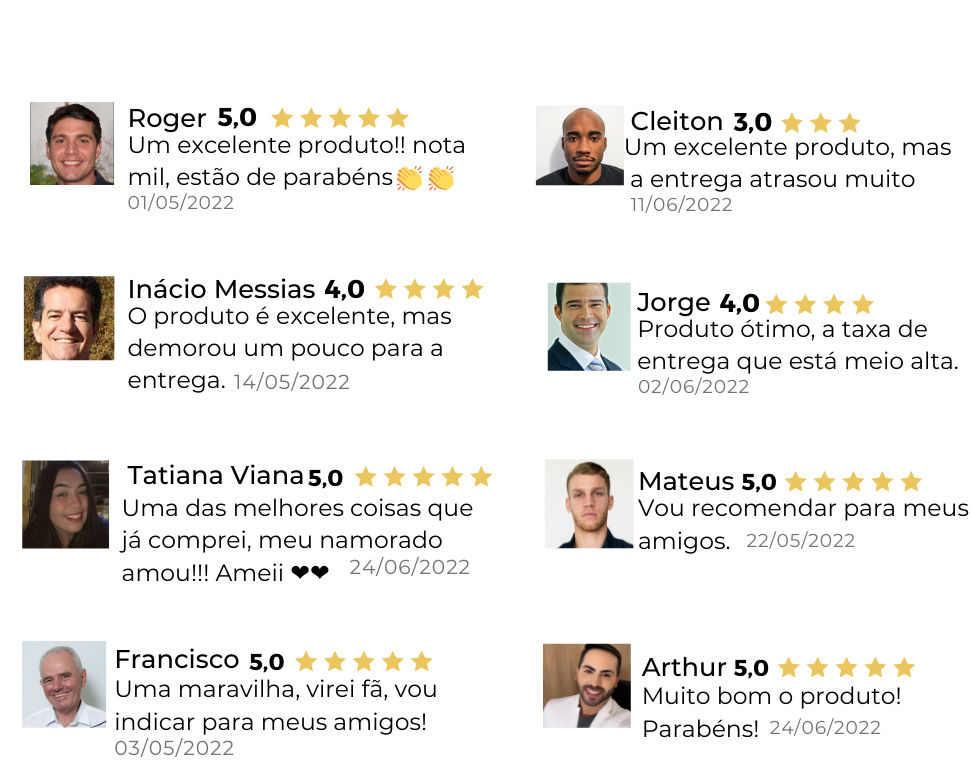 Roger 5,0
Um excelente produto!! nota
mil, estão de parabéns👏👏
01/05/2022
Inácio Messias 4,0
O produto é excelente, mas
demorou um pouco para a
entrega. 14/05/2022
Tatiana Viana 5,0
Uma das melhores coisas que
já comprei, meu namorado
amou!!! Ameii ❤❤ 24/06/2022
Francisco 5,0
Uma maravilha, virei fã, vou
indicar para meus amigos!
03/05/2022
Cleiton 3,0
Um excelente produto, mas
a entrega atrasou muito
11/06/2022
Jorge 4,0
Produto ótimo, a taxa de
entrega que está meio alta.
02/06/2022
Mateus 5,0
Vou recomendar para meus
amigos. 22/05/2022
Arthur 5,0
Muito bom o produto!
Parabéns! 24/06/2022